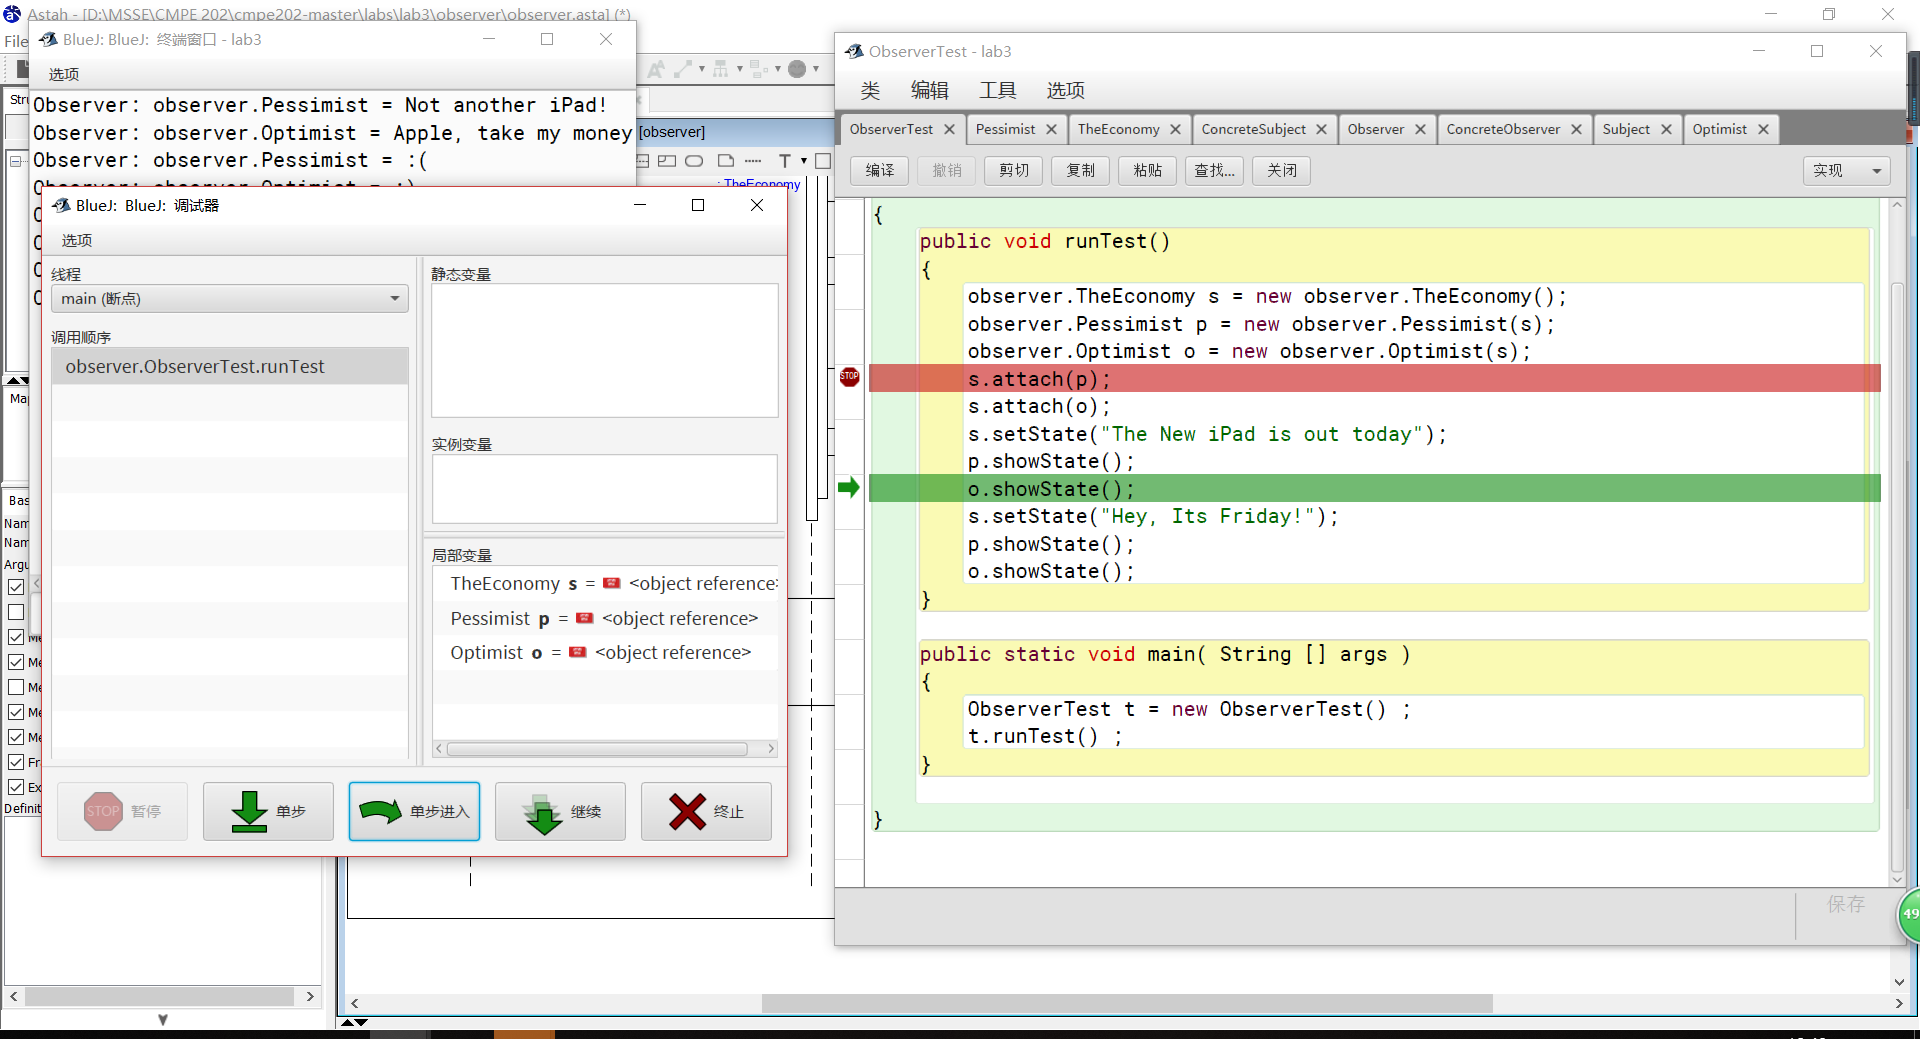 Astah - [D:\MSSE\CMPE 202\cmpe202-master\labs\lab3\observer\observer.asta] (*)
File
BlueJ: BlueJ: 终端窗口 - lab3
选项
Observer: observer.Pessimist = Not another iPad!
Observer: observer.Optimist = Apple, take my money
Observer: observer.Pessimist = :(
Observer: observer.Optimist = :)
[observer]
: TheEconomy
BlueJ: BlueJ: 调试器
选项
线程
main (断点)
调用顺序
observer.ObserverTest.runTest
静态变量
实例变量
局部变量
TheEconomy s = <object reference>
Pessimist p = <object reference>
Optimist o = <object reference>
STOP 暂停
单步
单步进入
继续
终止
Str
Map
Bas
Nam
Nam
Argu
Me
Me
Me
Me
Me
Fr
Ex
Definit
ObserverTest - lab3
类 编辑 工具 选项
ObserverTest Pessimist TheEconomy ConcreteSubject Observer ConcreteObserver Subject Optimist
编译 撤销 剪切 复制 粘贴 查找... 关闭 实现
{
public void runTest()
{
observer.TheEconomy s = new observer.TheEconomy();
observer.Pessimist p = new observer.Pessimist(s);
observer.Optimist o = new observer.Optimist(s);
STOP s.attach(p);
s.attach(o);
s.setState("The New iPad is out today");
p.showState();
o.showState();
s.setState("Hey, Its Friday!");
p.showState();
o.showState();
}
public static void main( String [] args )
{
ObserverTest t = new ObserverTest() ;
t.runTest() ;
}
}
保存
49